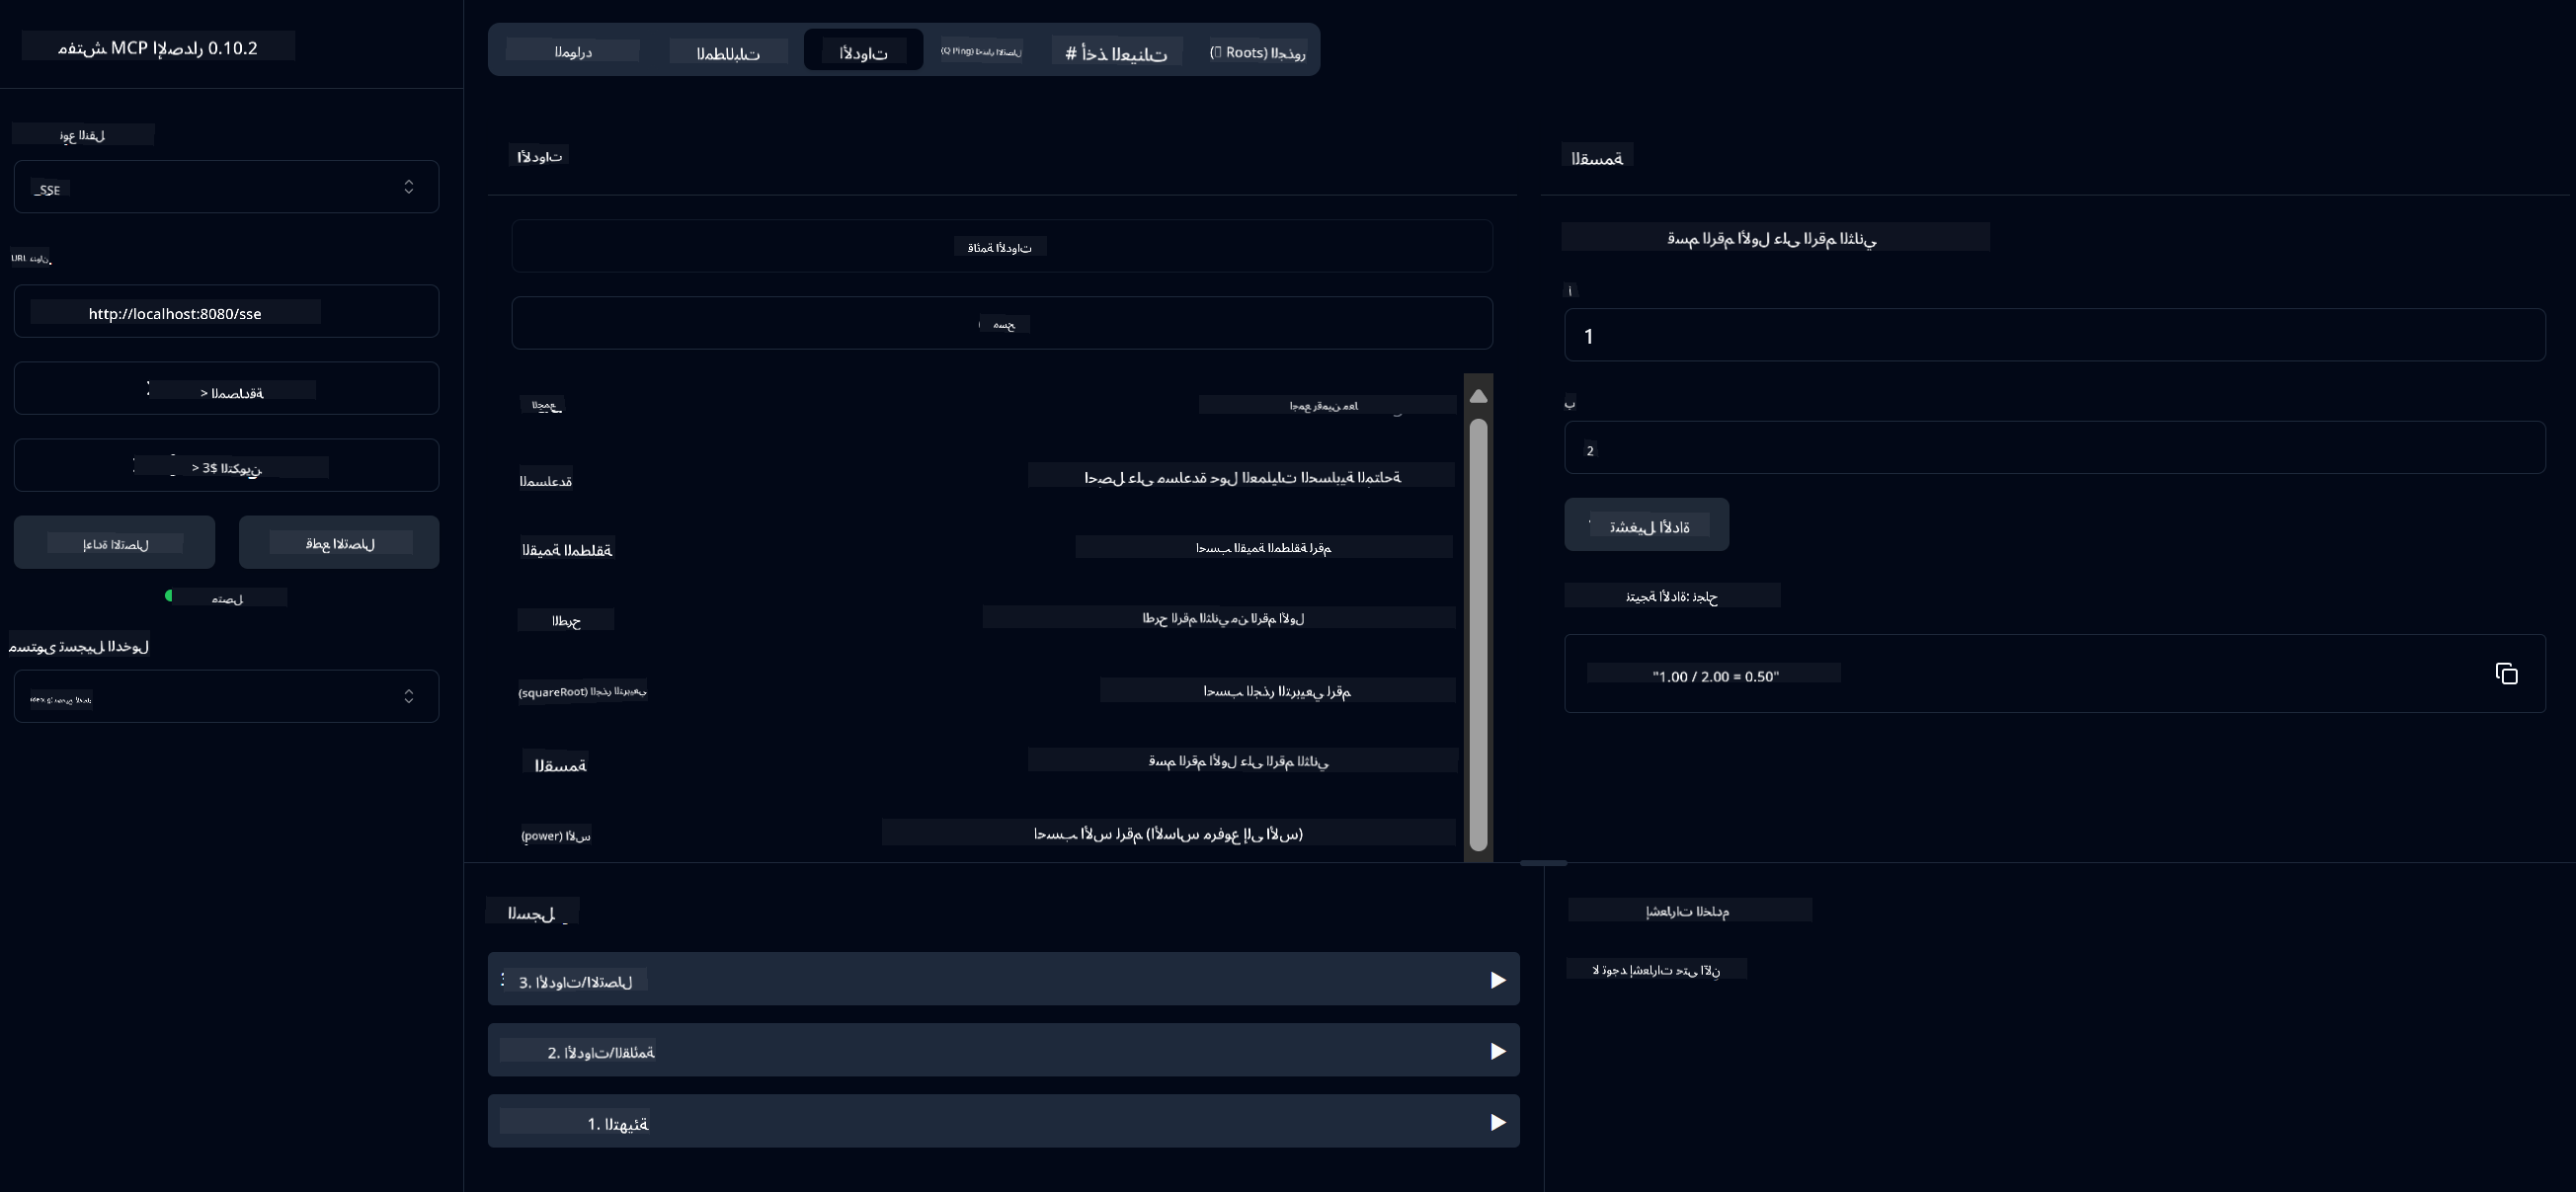 مفتش MCP الإصدار 0.10.2
الموارد
المطالبات
الأدوات
(Q Ping) اختبار الاتصال
# أخذ العينات
(Roots) الجذور
نوع النقل
SSE
URL عنوان
http://localhost:8080/sse
> المصادقة
> 3$ التكوين
إعادة الاتصال
قطع الاتصال
متصل
مستوى تسجيل الدخول
الأدوات
قائمة الأدوات
مسح
الجمع
اجمع رقمين معا
المساعدة
احصل على مساعدة حول العمليات الحسابية المتاحة
القيمة المطلقة
احسب القيمة المطلقة لرقم
الطرح
اطرح الرقم الثاني من الرقم الأول
(squareRoot) الجذر التربيعي
احسب الجذر التربيعي لرقم
القسمة
قسم الرقم الأول على الرقم الثاني
(power) الأس
احسب الأس لرقم (الأساس مرفوع إلى الأس)
القسمة
قسم الرقم الأول على الرقم الثاني
أ
1
ب
2
تشغيل الأداة
نتيجة الأداة: نجاح
"1.00 / 2.00 = 0.50"
السجل
3. الأدوات/الاتصال
2. الأدوات/القائمة
1. التهيئة
إشعارات الخادم
لا توجد إشعارات حتى الآن